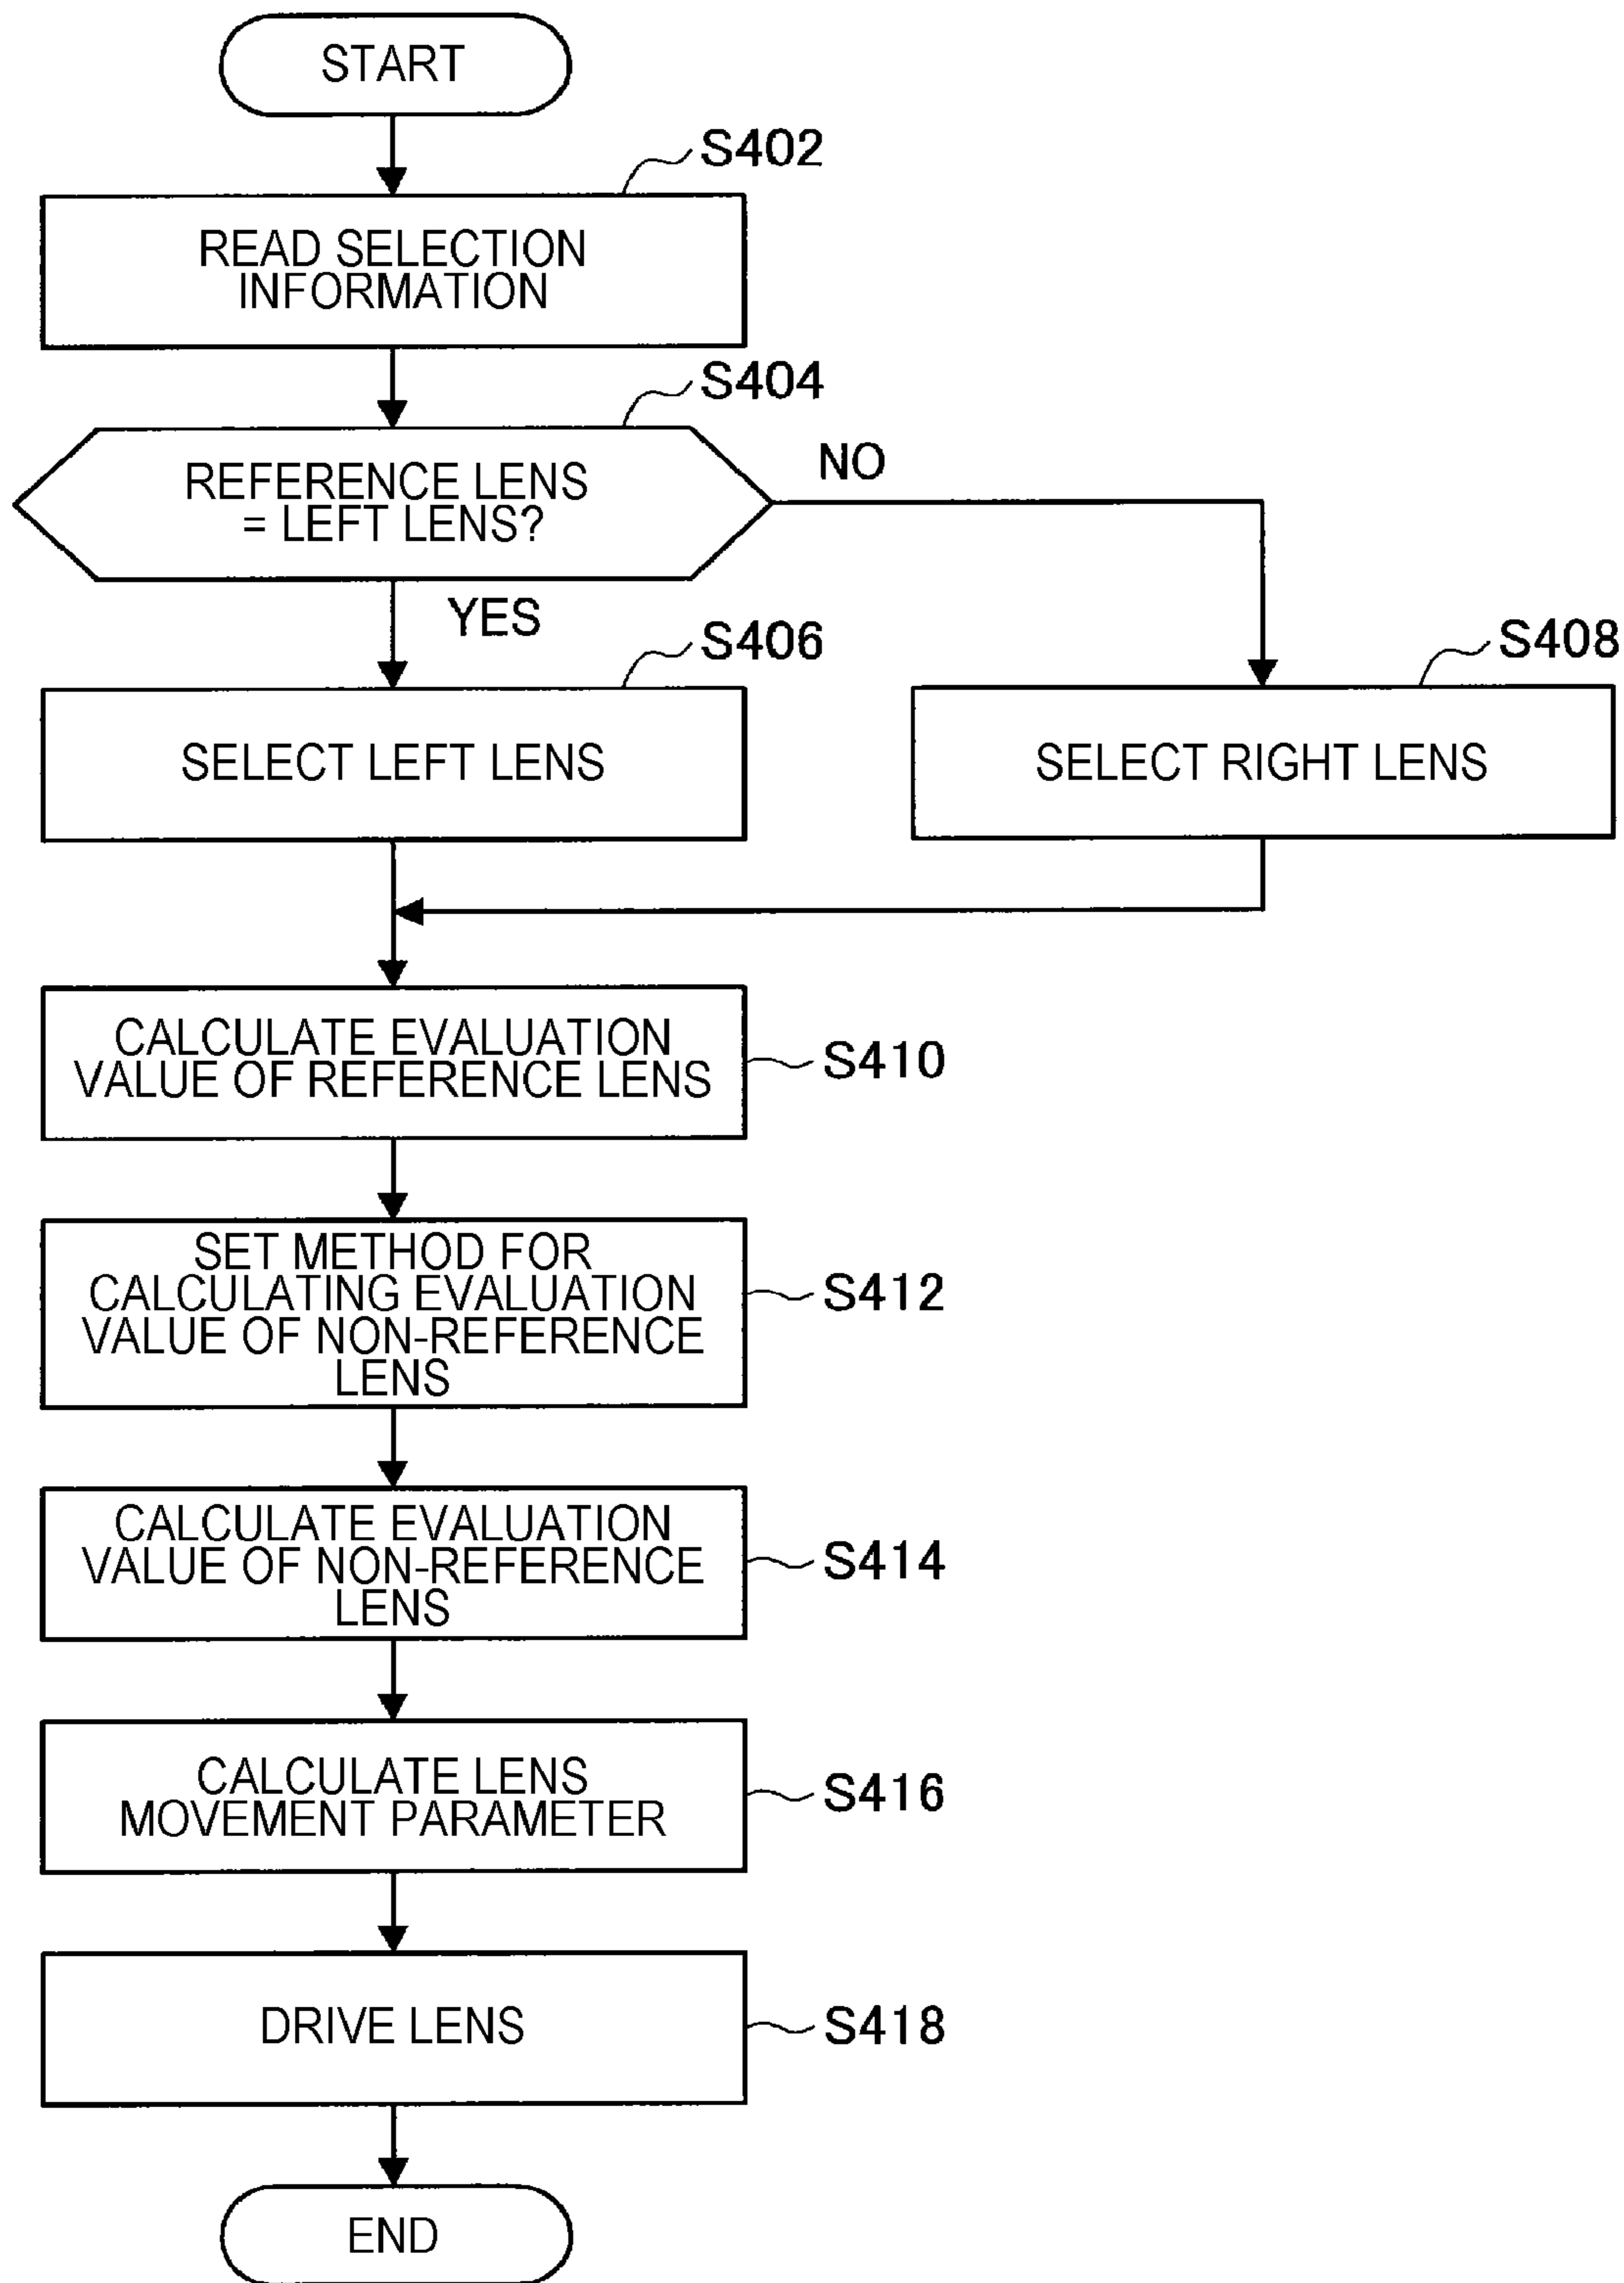 START
S402
READ SELECTION
INFORMATION
S404
REFERENCE LENS
= LEFT LENS?
NO
YES
S406
SELECT LEFT LENS
S408
SELECT RIGHT LENS
CALCULATE EVALUATION
VALUE OF REFERENCE LENS
S410
SET METHOD FOR
CALCULATING EVALUATION
VALUE OF NON-REFERENCE
LENS
S412
CALCULATE EVALUATION
VALUE OF NON-REFERENCE
LENS
S414
CALCULATE LENS
MOVEMENT PARAMETER
S416
DRIVE LENS
S418
END